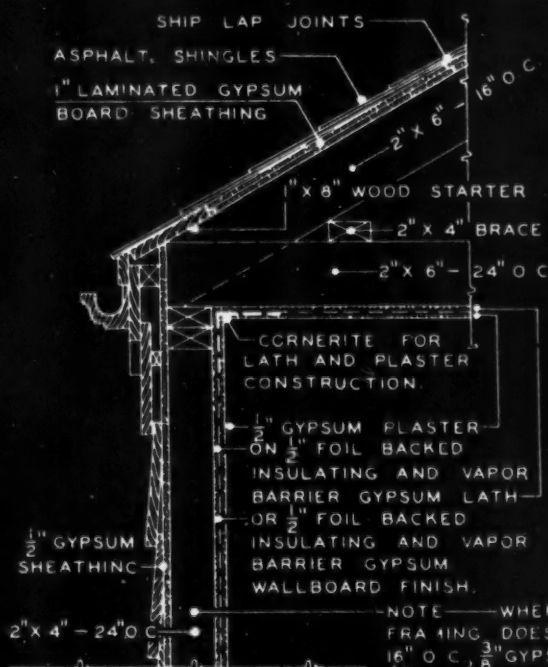 SHIP LAP JOINTS
ASPHALT SHINGLES
1" LAMINATED GYPSUM
BOARD SHEATHING
2" X 6" - 16" O C
1" X 8" WOOD STARTER
2" X 4" BRACE
2" X 6" - 24" O C
CORNERITE FOR
LATH AND PLASTER
CONSTRUCTION.
½" GYPSUM PLASTER
ON ½" FOIL BACKED
INSULATING AND VAPOR
BARRIER GYPSUM LATH
OR ½" FOIL BACKED
INSULATING AND VAPOR
BARRIER GYPSUM
WALLBOARD FINISH.
½" GYPSUM
SHEATHING
2" X 4" - 24" O C
NOTE — WHE
FRAMING DOES
16" O C, ¾" GYP